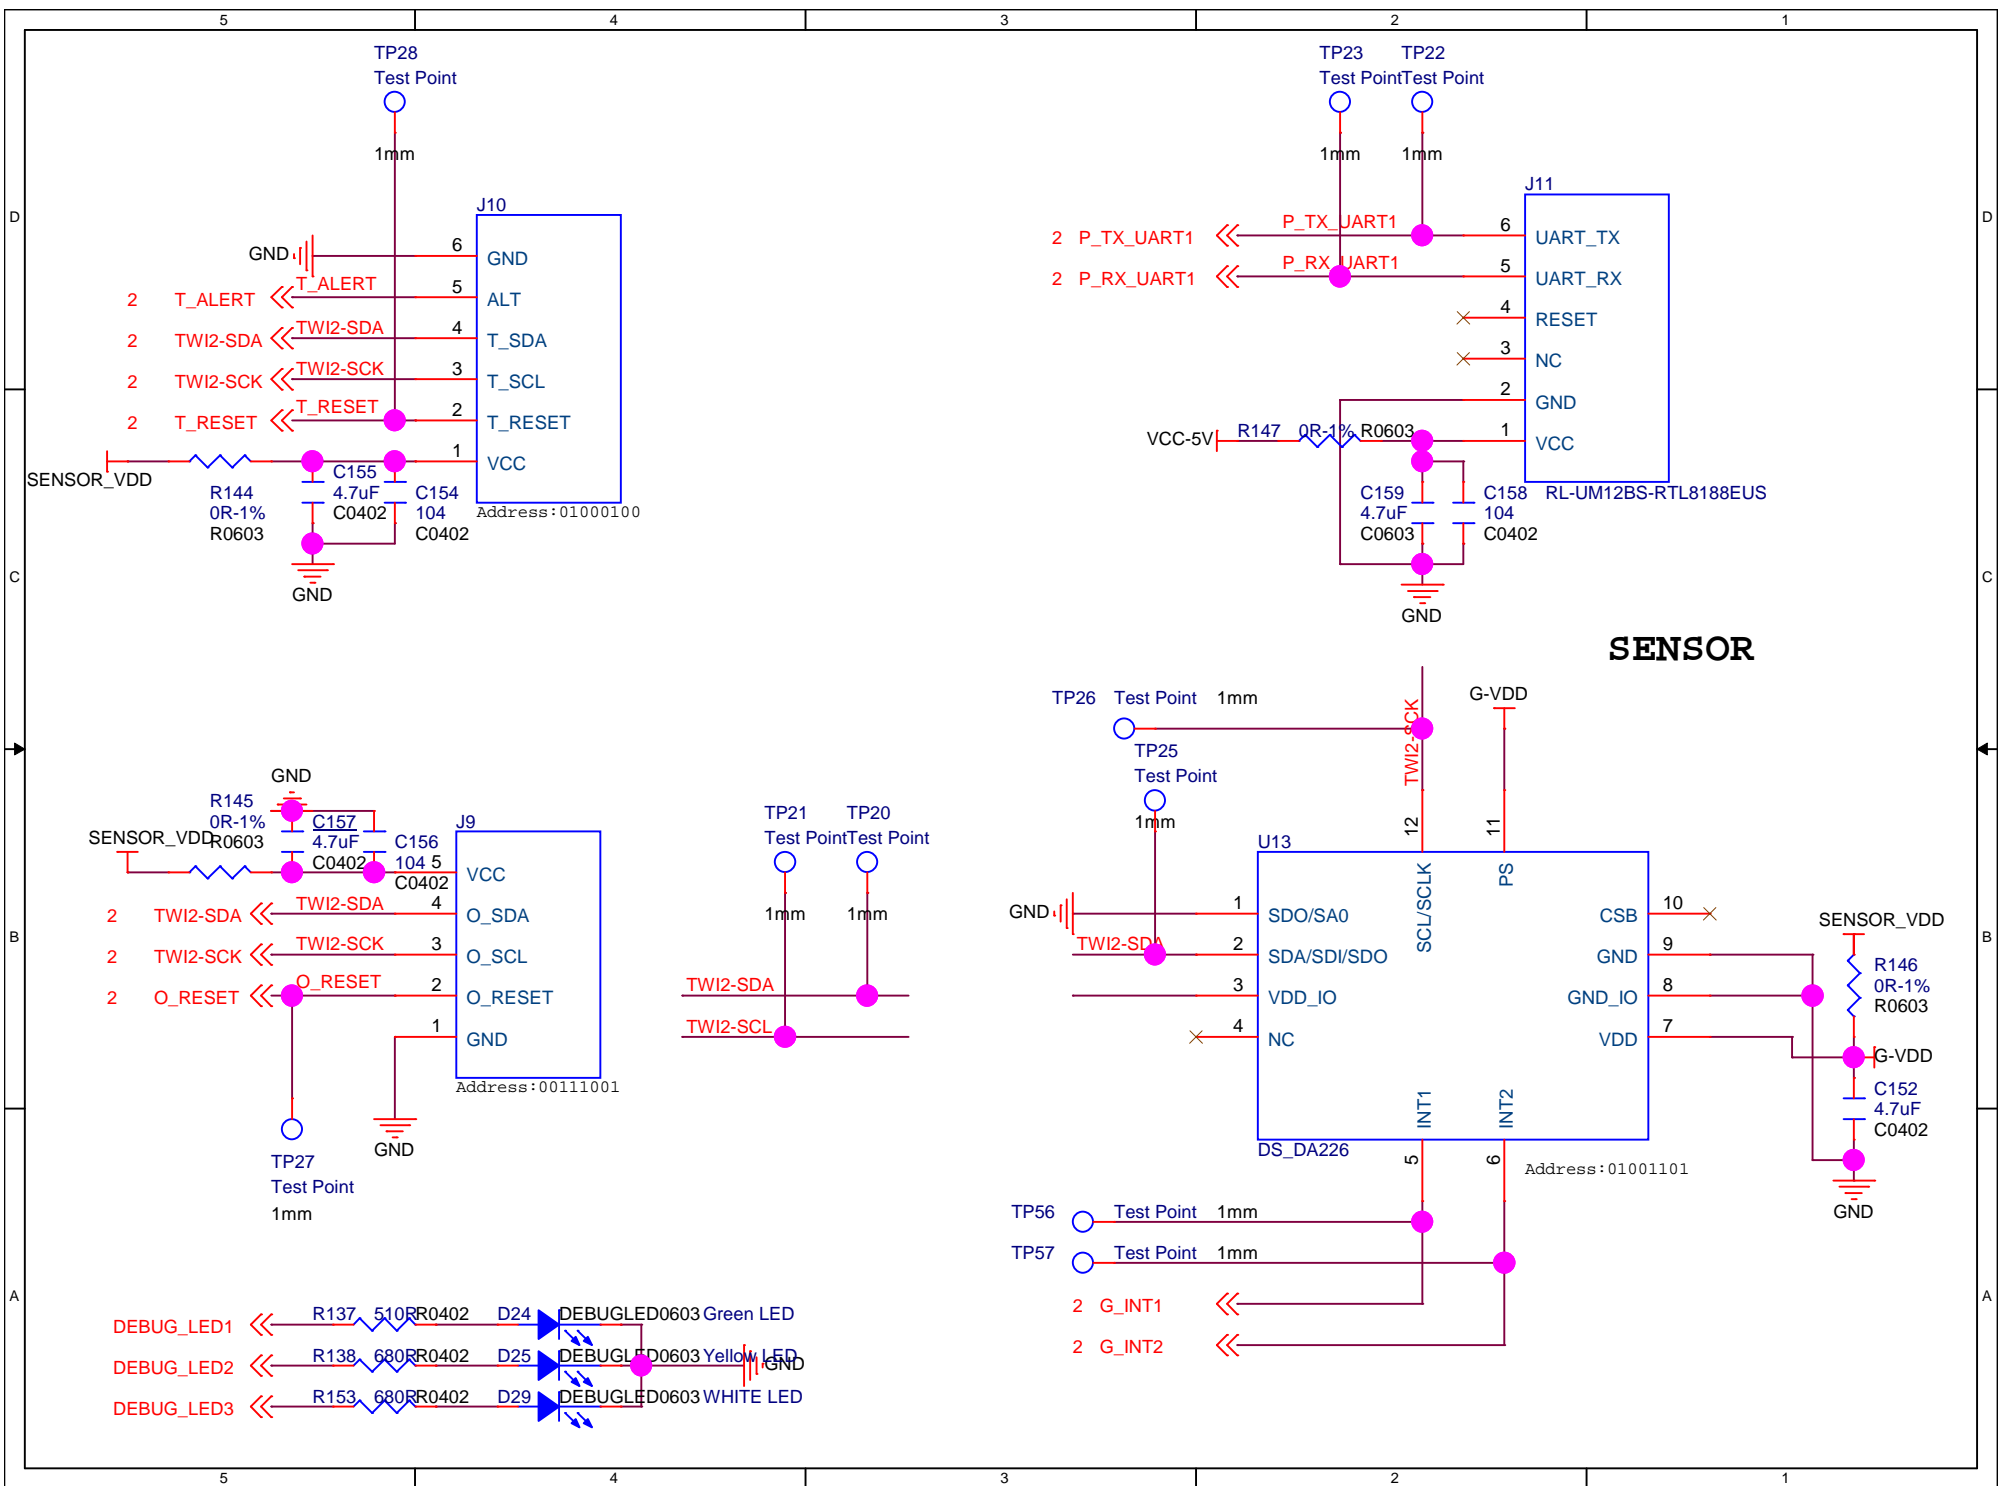 5 4 3 2 1
D
TP28
Test Point
1mm
J10
GND
6 GND
2 T_ALERT T_ALERT 5 ALT
2 TWI2-SDA TWI2-SDA 4 T_SDA
2 TWI2-SCK TWI2-SCK 3 T_SCL
2 T_RESET T_RESET 2 T_RESET
1 VCC
SENSOR_VDD
R144
0R-1%
R0603
C155
4.7uF
C0402
C154
104
C0402
Address:01000100
GND
TP23 TP22
Test Point Test Point
1mm 1mm
J11
2 P_TX_UART1 P_TX_UART1 6 UART_TX
2 P_RX_UART1 P_RX_UART1 5 UART_RX
4 RESET
3 NC
2 GND
VCC-5V R147 0R-1% R0603 1 VCC
RL-UM12BS-RTL8188EUS
C159
4.7uF
C0603
C158
104
C0402
GND
D
C
C
SENSOR
GND
SENSOR_VDD
R145
0R-1%
R0603
C157
4.7uF
C0402
C156
104
C0402
J9
5 VCC
2 TWI2-SDA TWI2-SDA 4 O_SDA
2 TWI2-SCK TWI2-SCK 3 O_SCL
2 O_RESET O_RESET 2 O_RESET
1 GND
Address:00111001
GND
TP27
Test Point
1mm
TP21 TP20
Test Point Test Point
1mm 1mm
TWI2-SDA
TWI2-SCL
TP26 Test Point 1mm
TP25
Test Point
1mm
TWI2-SCK
G-VDD
12 11
U13
SCL/SCLK PS
GND 1 SDO/SA0
TWI2-SDA 2 SDA/SDI/SDO
3 VDD_IO
4 NC
10 CSB
9 GND
8 GND_IO
7 VDD
INT1 INT2
5 6
DS_DA226
Address:01001101
SENSOR_VDD
R146
0R-1%
R0603
G-VDD
C152
4.7uF
C0402
GND
TP56 Test Point 1mm
TP57 Test Point 1mm
2 G_INT1
2 G_INT2
B
B
A
A
DEBUG_LED1 R137 510R R0402 D24 DEBUGLED0603 Green LED
DEBUG_LED2 R138 680R R0402 D25 DEBUGLED0603 Yellow LED GND
DEBUG_LED3 R153 680R R0402 D29 DEBUGLED0603 WHITE LED
5 4 3 2 1